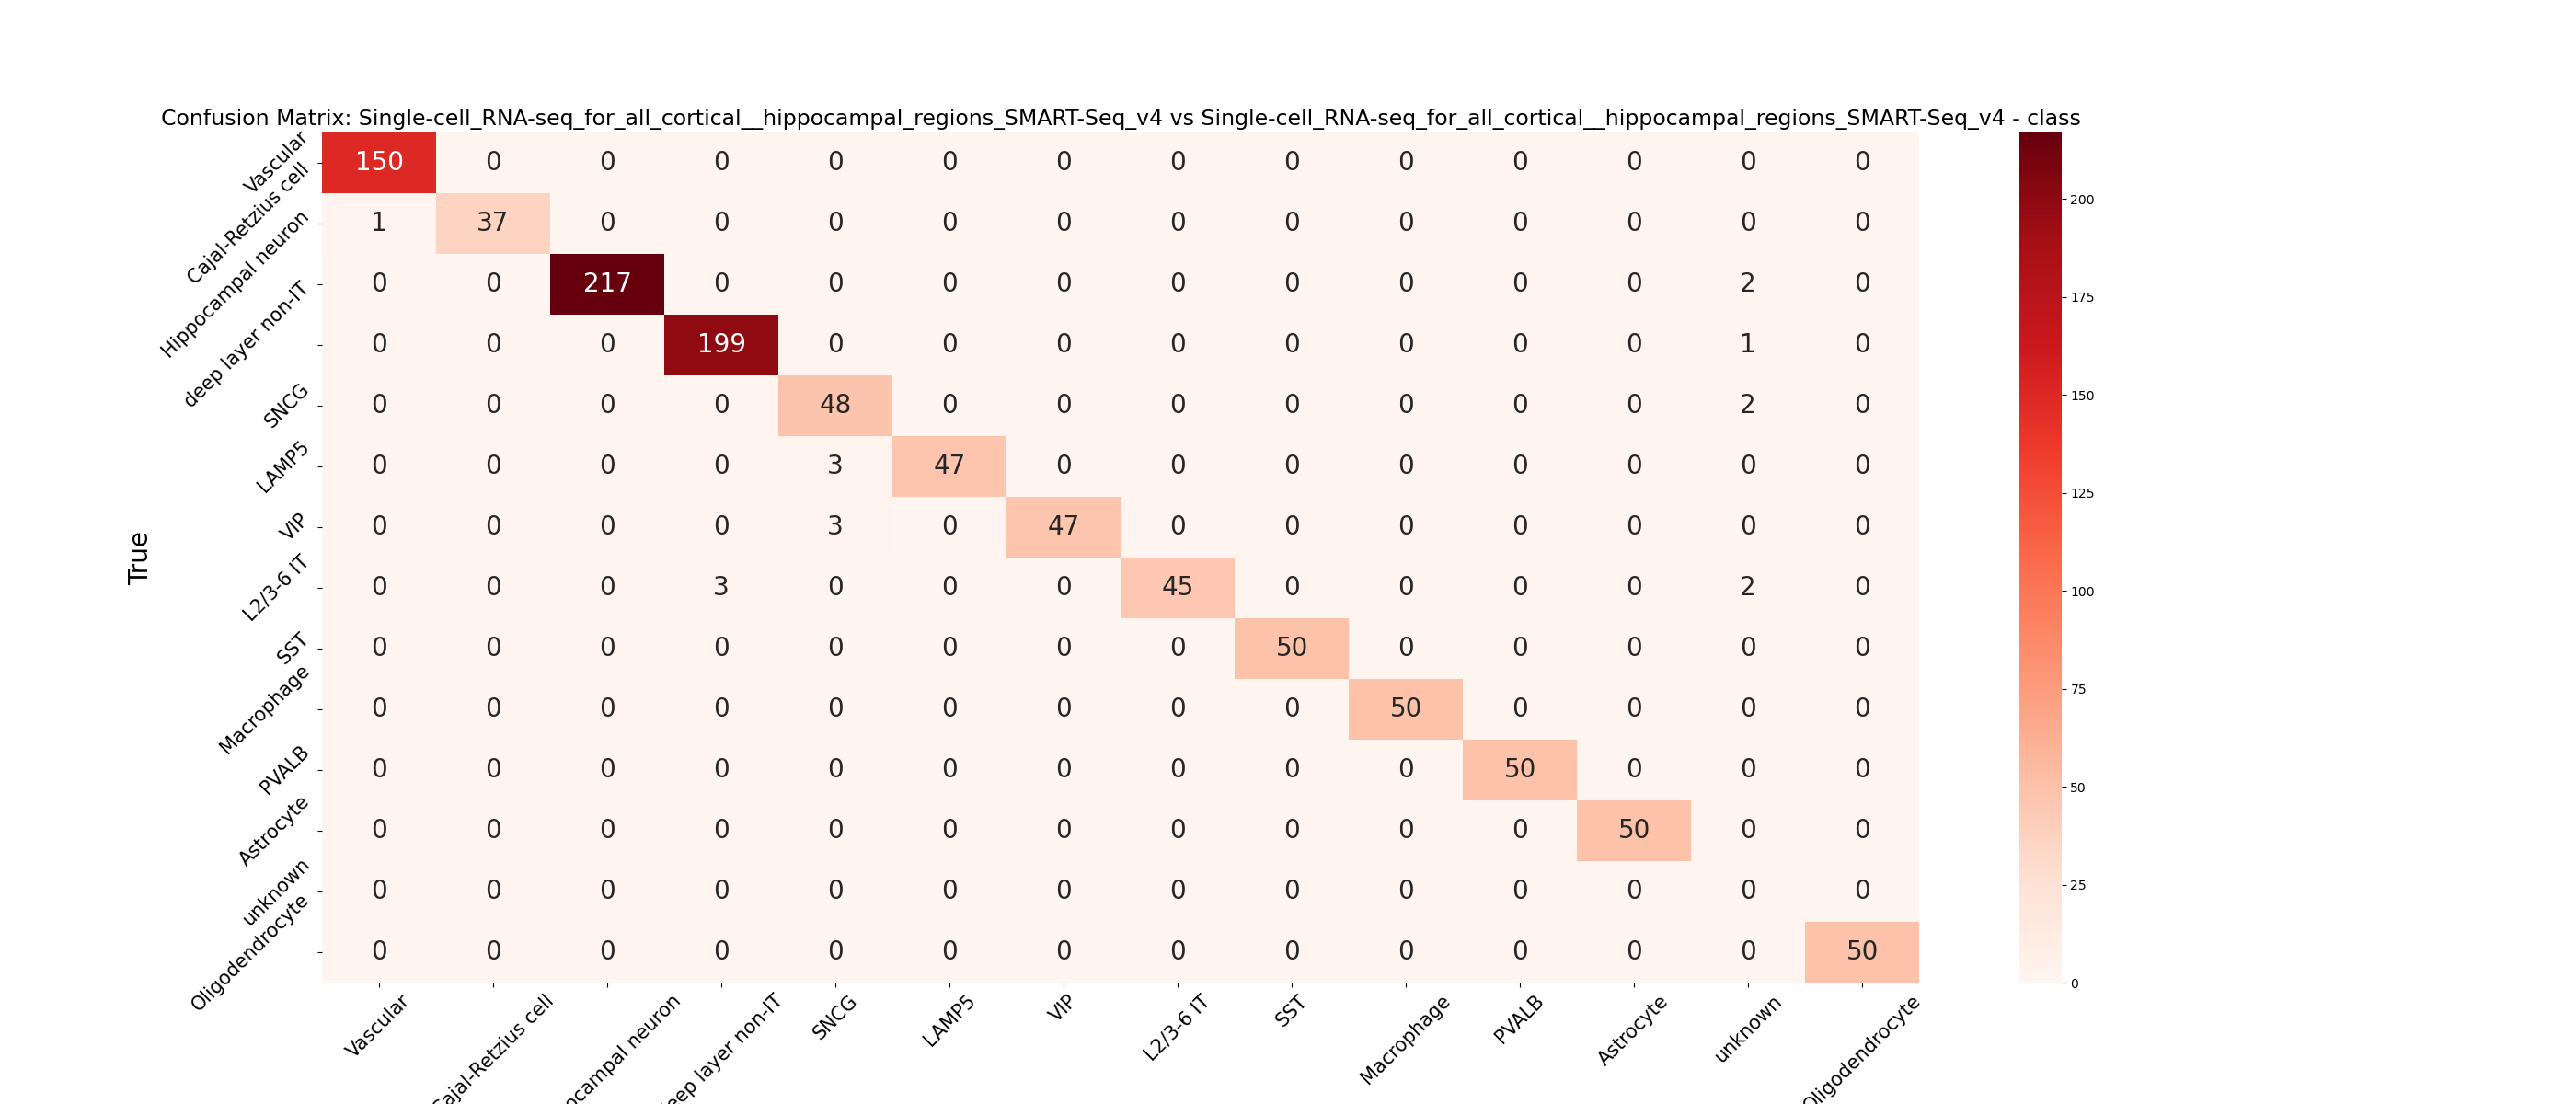 Confusion Matrix: Single-cell_RNA-seq_for_all_cortical__hippocampal_regions_SMART-Seq_v4 vs Single-cell_RNA-seq_for_all_cortical__hippocampal_regions_SMART-Seq_v4 - class
True
Vascular 150 0 0 0 0 0 0 0 0 0 0 0 0 0
Cajal-Retzius cell 1 37 0 0 0 0 0 0 0 0 0 0 0 0
Hippocampal neuron 0 0 217 0 0 0 0 0 0 0 0 0 2 0
deep layer non-IT 0 0 0 199 0 0 0 0 0 0 0 0 1 0
SNCG 0 0 0 0 48 0 0 0 0 0 0 0 2 0
LAMP5 0 0 0 0 3 47 0 0 0 0 0 0 0 0
VIP 0 0 0 0 3 0 47 0 0 0 0 0 0 0
L2/3-6 IT 0 0 0 3 0 0 0 45 0 0 0 0 2 0
SST 0 0 0 0 0 0 0 0 50 0 0 0 0 0
Macrophage 0 0 0 0 0 0 0 0 0 50 0 0 0 0
PVALB 0 0 0 0 0 0 0 0 0 0 50 0 0 0
Astrocyte 0 0 0 0 0 0 0 0 0 0 0 50 0 0
unknown 0 0 0 0 0 0 0 0 0 0 0 0 0 0
Oligodendrocyte 0 0 0 0 0 0 0 0 0 0 0 0 0 50
Vascular
Cajal-Retzius cell
ocampal neuron
eep layer non-IT
SNCG
LAMP5
VIP
L2/3-6 IT
SST
Macrophage
PVALB
Astrocyte
unknown
Oligodendrocyte
200
175
150
125
100
75
50
25
0